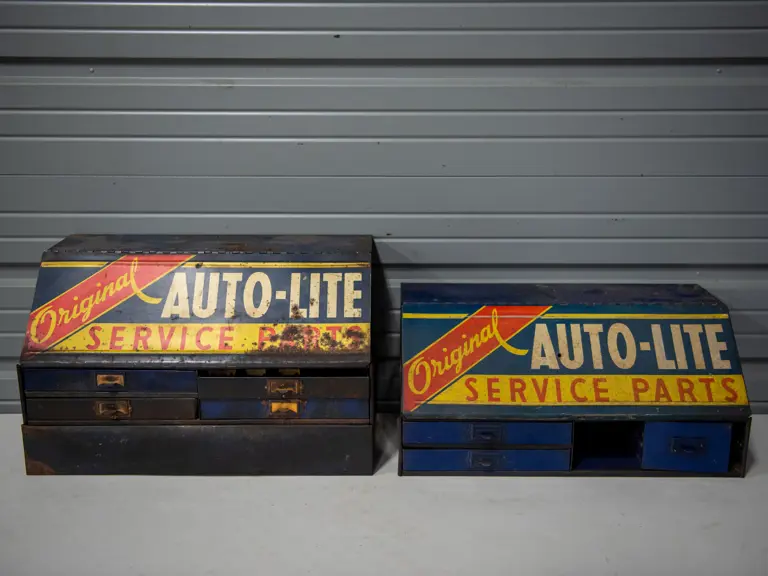 Original
AUTO-LITE
SERVICE PARTS
Original
AUTO-LITE
SERVICE PARTS